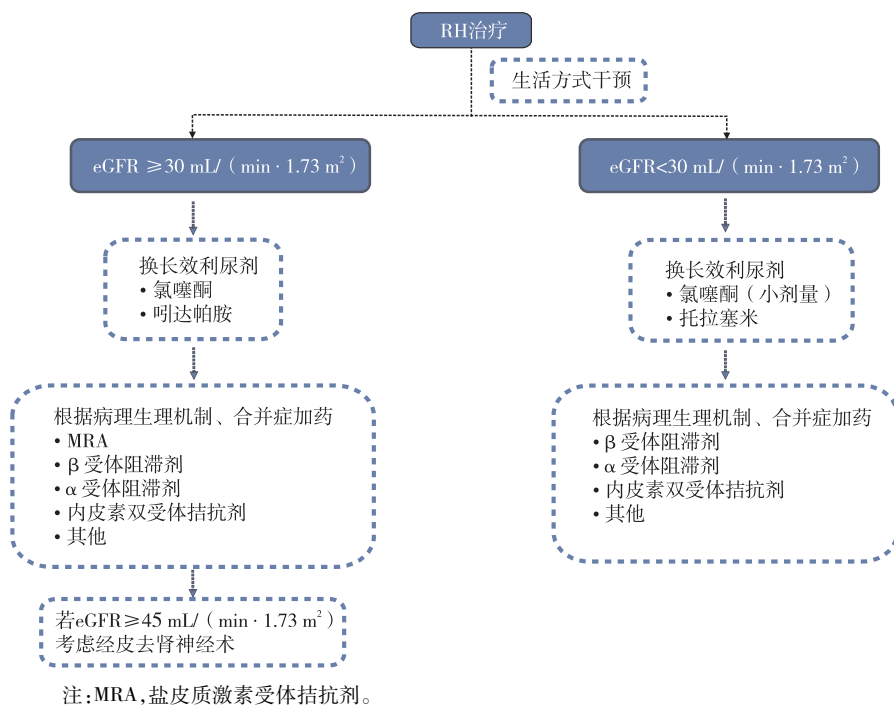 RH治疗
生活方式干预
eGFR ≥30 mL/（min · 1.73 m²）
eGFR<30 mL/（min · 1.73 m²）
换长效利尿剂
• 氯噻酮
• 吲达帕胺
换长效利尿剂
• 氯噻酮（小剂量）
• 托拉塞米
根据病理生理机制、合并症加药
• MRA
• β 受体阻滞剂
• α 受体阻滞剂
• 内皮素双受体拮抗剂
• 其他
根据病理生理机制、合并症加药
• β 受体阻滞剂
• α 受体阻滞剂
• 内皮素双受体拮抗剂
• 其他
若eGFR≥45 mL/（min · 1.73 m²）
考虑经皮去肾神经术
注：MRA，盐皮质激素受体拮抗剂。